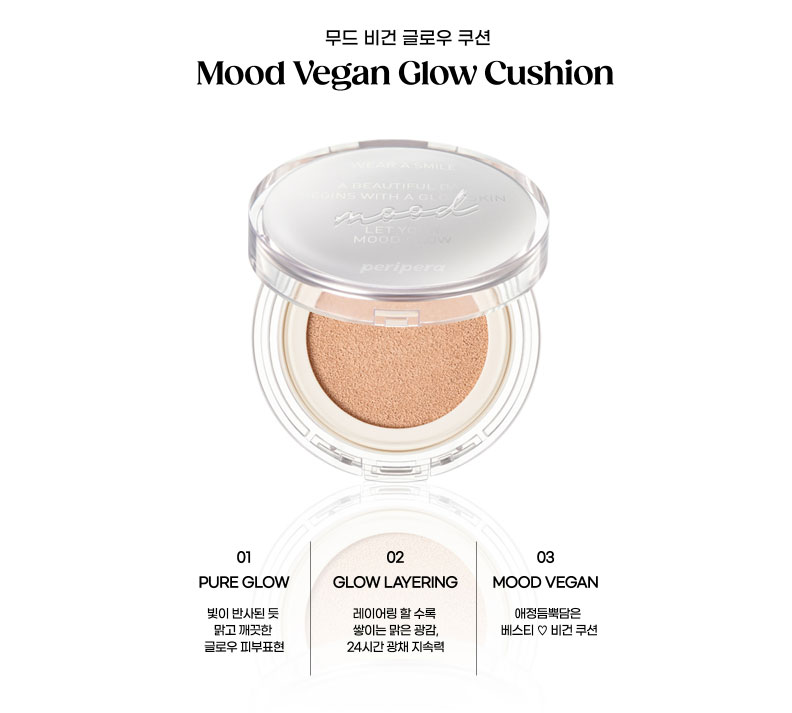 무드 비건 글로우 쿠션
Mood Vegan Glow Cushion
WEAR A SMILE
A BEAUTIFUL
WITH A
mood
LET
MOOD
peripera
01
PURE GLOW
빛이 반사된 듯
맑고 깨끗한
글로우 피부표현
02
GLOW LAYERING
레이어링 할 수록
쌓이는 맑은 광감,
24시간 광채 지속력
03
MOOD VEGAN
애정듬뿍담은
베스티 ♡ 비건 쿠션